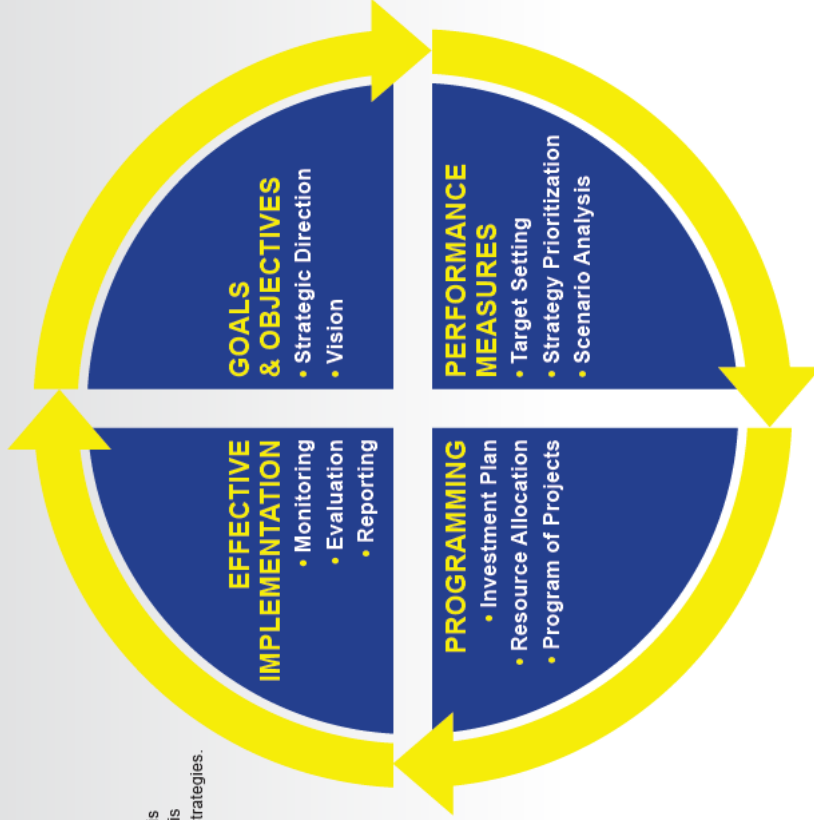 s
is
trategies.
EFFECTIVE
IMPLEMENTATION
• Monitoring
• Evaluation
• Reporting
GOALS
& OBJECTIVES
• Strategic Direction
• Vision
PROGRAMMING
• Investment Plan
• Resource Allocation
• Program of Projects
PERFORMANCE
MEASURES
• Target Setting
• Strategy Prioritization
• Scenario Analysis